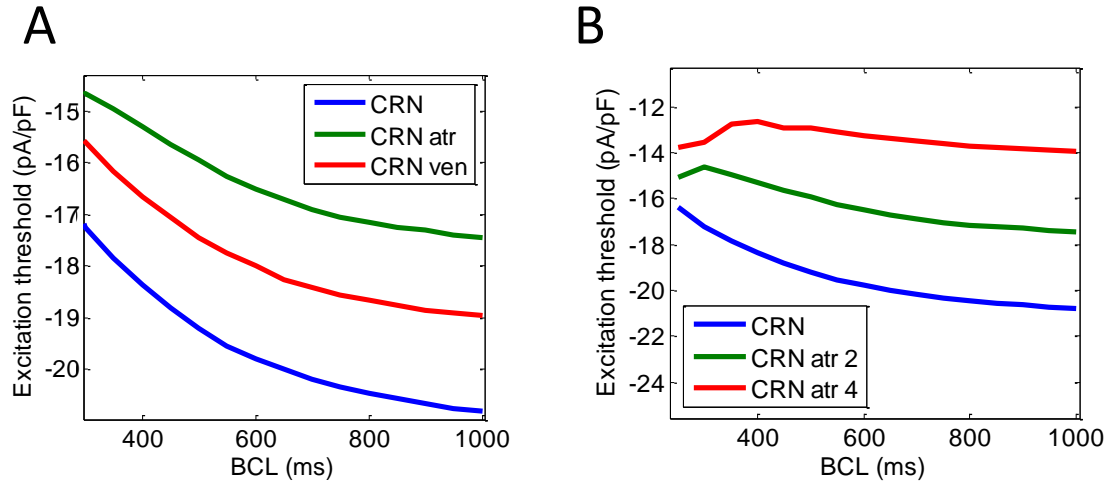 A
Excitation threshold (pA/pF)
-15
-16
-17
-18
-19
-20
CRN
CRN atr
CRN ven
400
600
800
1000
BCL (ms)
B
Excitation threshold (pA/pF)
-12
-14
-16
-18
-20
-22
-24
CRN
CRN atr 2
CRN atr 4
400
600
800
1000
BCL (ms)